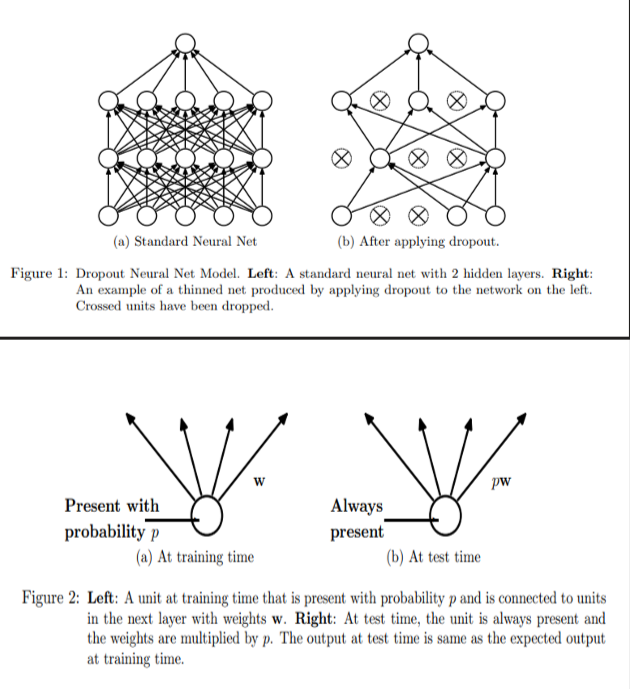 (a) Standard Neural Net
(b) After applying dropout.
Figure 1: Dropout Neural Net Model. Left: A standard neural net with 2 hidden layers. Right:
An example of a thinned net produced by applying dropout to the network on the left.
Crossed units have been dropped.
w
Present with
probability p
(a) At training time
pw
Always
present
(b) At test time
Figure 2: Left: A unit at training time that is present with probability p and is connected to units
in the next layer with weights w. Right: At test time, the unit is always present and
the weights are multiplied by p. The output at test time is same as the expected output
at training time.